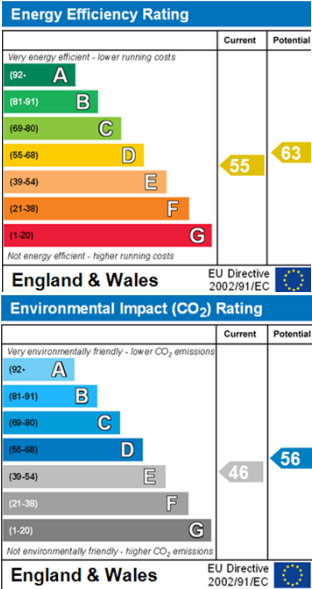 Energy Efficiency Rating
Current Potential
Very energy efficient - lower running costs
(92- A
(81-91) B
(69-80) C
(55-68) D
55 63
(39-54) E
(21-38) F
(1-20) G
Not energy efficient - higher running costs
England & Wales
EU Directive
2002/91/EC
Environmental Impact (CO2) Rating
Current Potential
Very environmentally friendly - lower CO2 emissions
(92- A
(81-91) B
(69-80) C
(55-68) D
46 56
(39-54) E
(21-38) F
(1-20) G
Not environmentally friendly - higher CO2 emissions
England & Wales
EU Directive
2002/91/EC